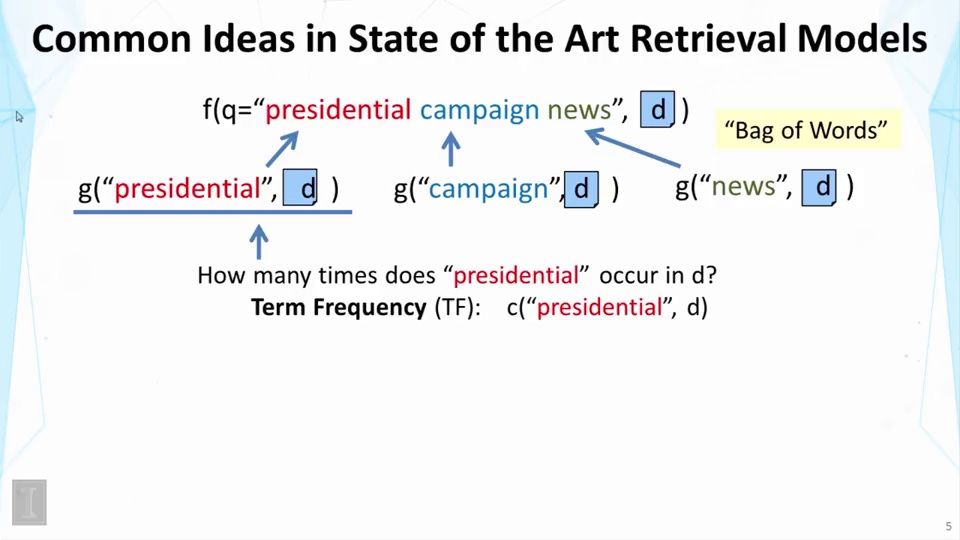 Common Ideas in State of the Art Retrieval Models
f(q=“presidential campaign news”, d )
“Bag of Words”
g(“presidential”, d ) g(“campaign”, d ) g(“news”, d )
How many times does “presidential” occur in d?
Term Frequency (TF): c(“presidential”, d)
I
5